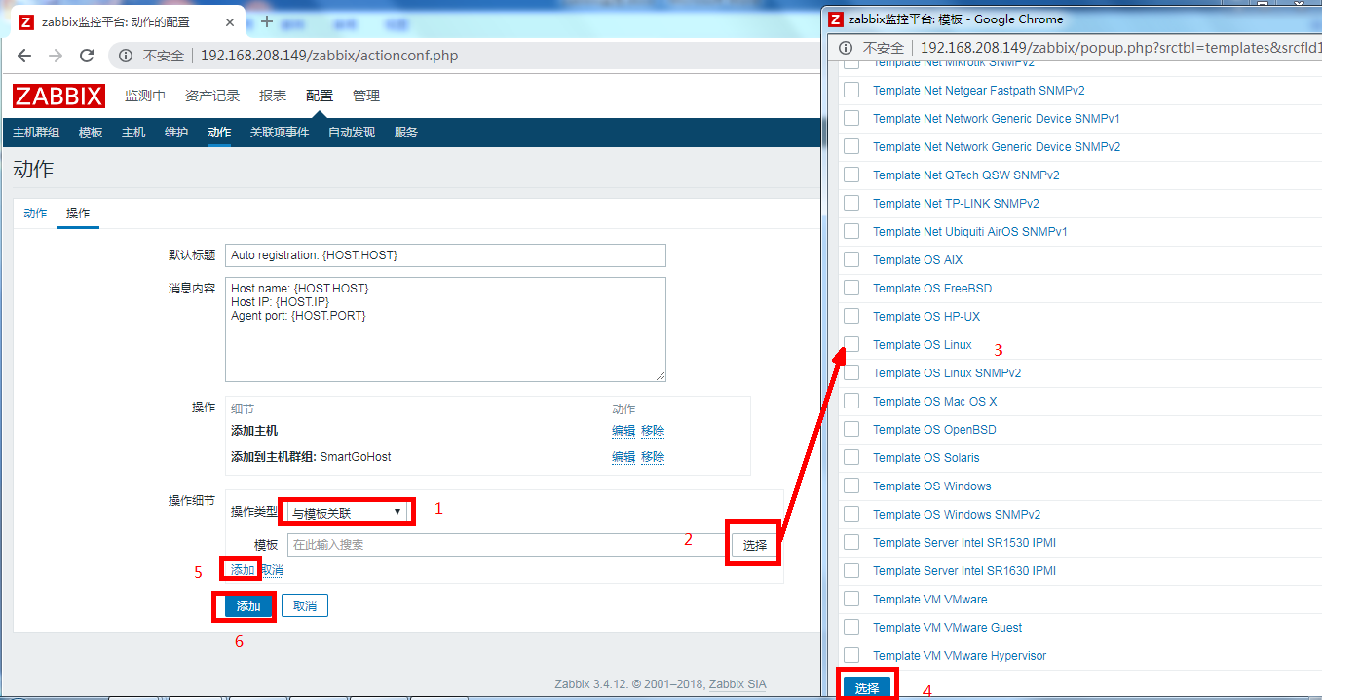 zabbix监控平台: 动作的配置
不安全 192.168.208.149/zabbix/actionconf.php
ZABBIX 监测中 资产记录 报表 配置 管理
主机群组 模板 主机 维护 动作 关联项事件 自动发现 服务
动作
动作 操作
默认标题 Auto registration: {HOST.HOST}
消息内容 Host name: {HOST.HOST}
Host IP: {HOST.IP}
Agent port: {HOST.PORT}
操作 细节 动作
添加主机 编辑 移除
添加到主机群组: SmartGoHost 编辑 移除
操作细节
操作类型 与模板关联 1
模板 在此输入搜索 2 选择
5 添加 取消
添加 取消
6
Zabbix 3.4.12. © 2001–2018, Zabbix SIA
zabbix监控平台: 模板 - Google Chrome
不安全 192.168.208.149/zabbix/popup.php?srctbl=templates&srcfld1
Template Net Mikrotik SNMPv2
Template Net Netgear Fastpath SNMPv2
Template Net Network Generic Device SNMPv1
Template Net Network Generic Device SNMPv2
Template Net QTech QSW SNMPv2
Template Net TP-LINK SNMPv2
Template Net Ubiquiti AirOS SNMPv1
Template OS AIX
Template OS FreeBSD
Template OS HP-UX
Template OS Linux 3
Template OS Linux SNMPv2
Template OS Mac OS X
Template OS OpenBSD
Template OS Solaris
Template OS Windows
Template OS Windows SNMPv2
Template Server Intel SR1530 IPMI
Template Server Intel SR1630 IPMI
Template VM VMware
Template VM VMware Guest
Template VM VMware Hypervisor
选择 4